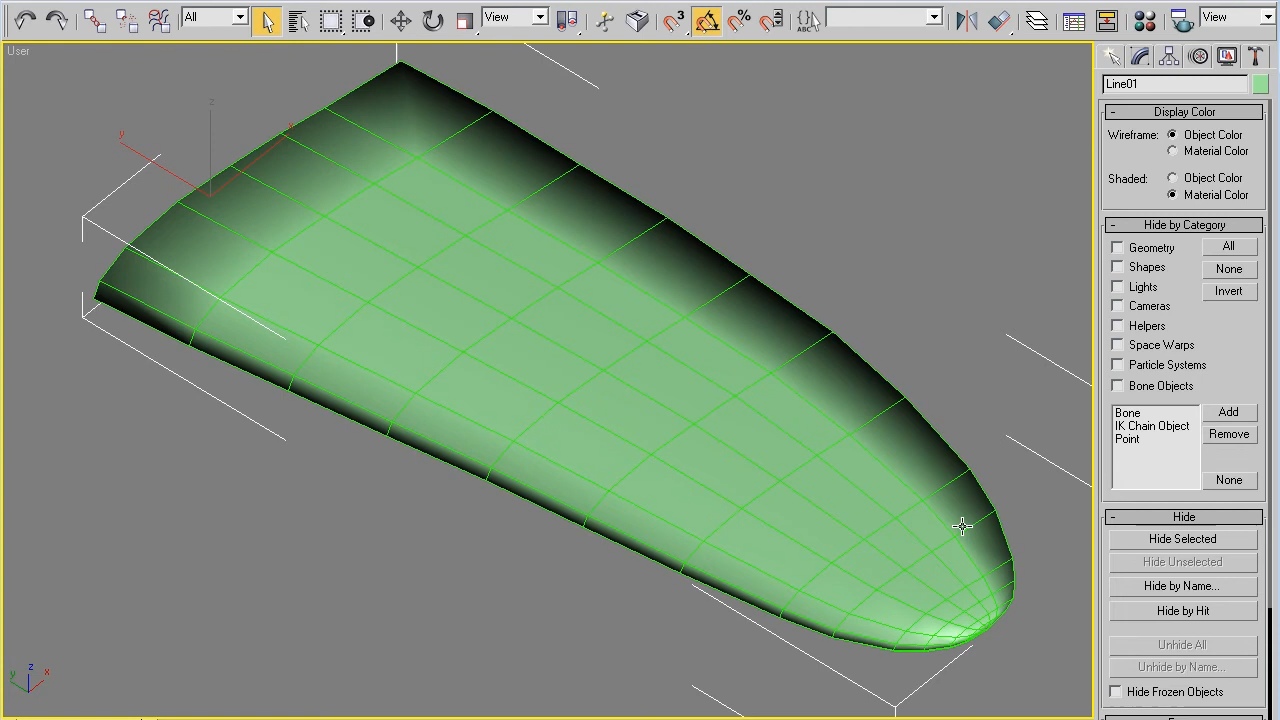 All
View
3
%
{}
ABC
View
User
z
y
x
y
z
x
Line01
- Display Color
Wireframe: Object Color
Material Color
Shaded: Object Color
Material Color
- Hide by Category
Geometry All
Shapes None
Lights Invert
Cameras
Helpers
Space Warps
Particle Systems
Bone Objects
Bone Add
IK Chain Object Remove
Point
None
- Hide
Hide Selected
Hide Unselected
Hide by Name...
Hide by Hit
Unhide All
Unhide by Name...
Hide Frozen Objects